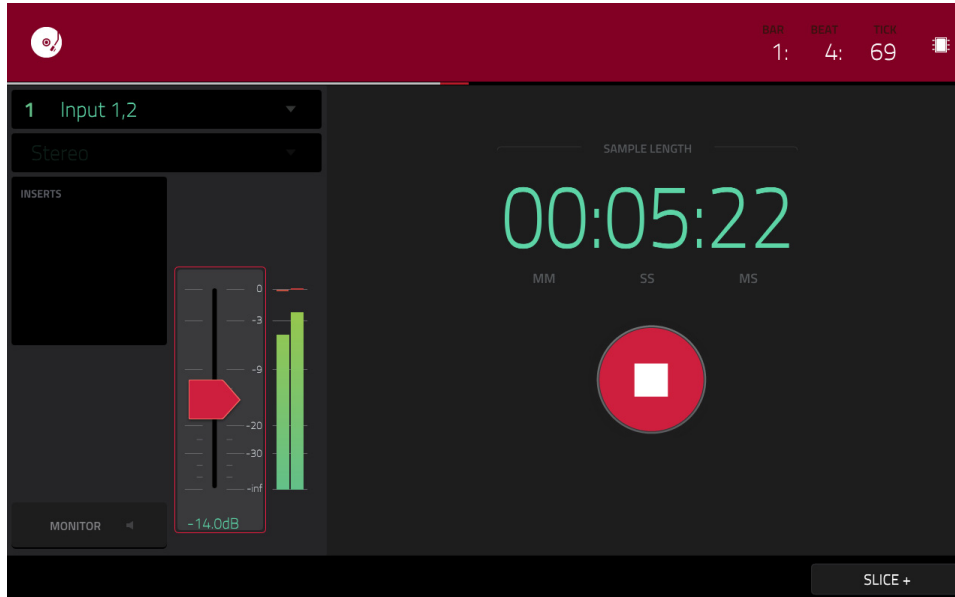 BAR BEAT TICK
1: 4: 69
1 Input 1,2
Stereo
INSERTS
SAMPLE LENGTH
00:05:22
MM SS MS
0
-3
-9
-20
-30
-inf
-14.0dB
MONITOR
SLICE +